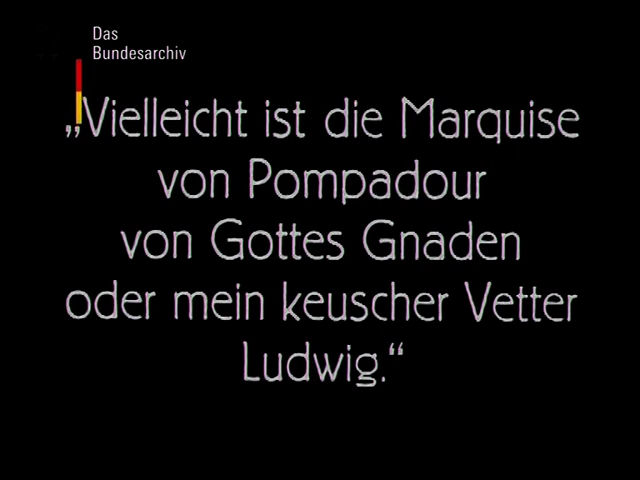 Das
Bundesarchiv
„Vielleicht ist die Marquise
von Pompadour
von Gottes Gnaden
oder mein keuscher Vetter
Ludwig.“